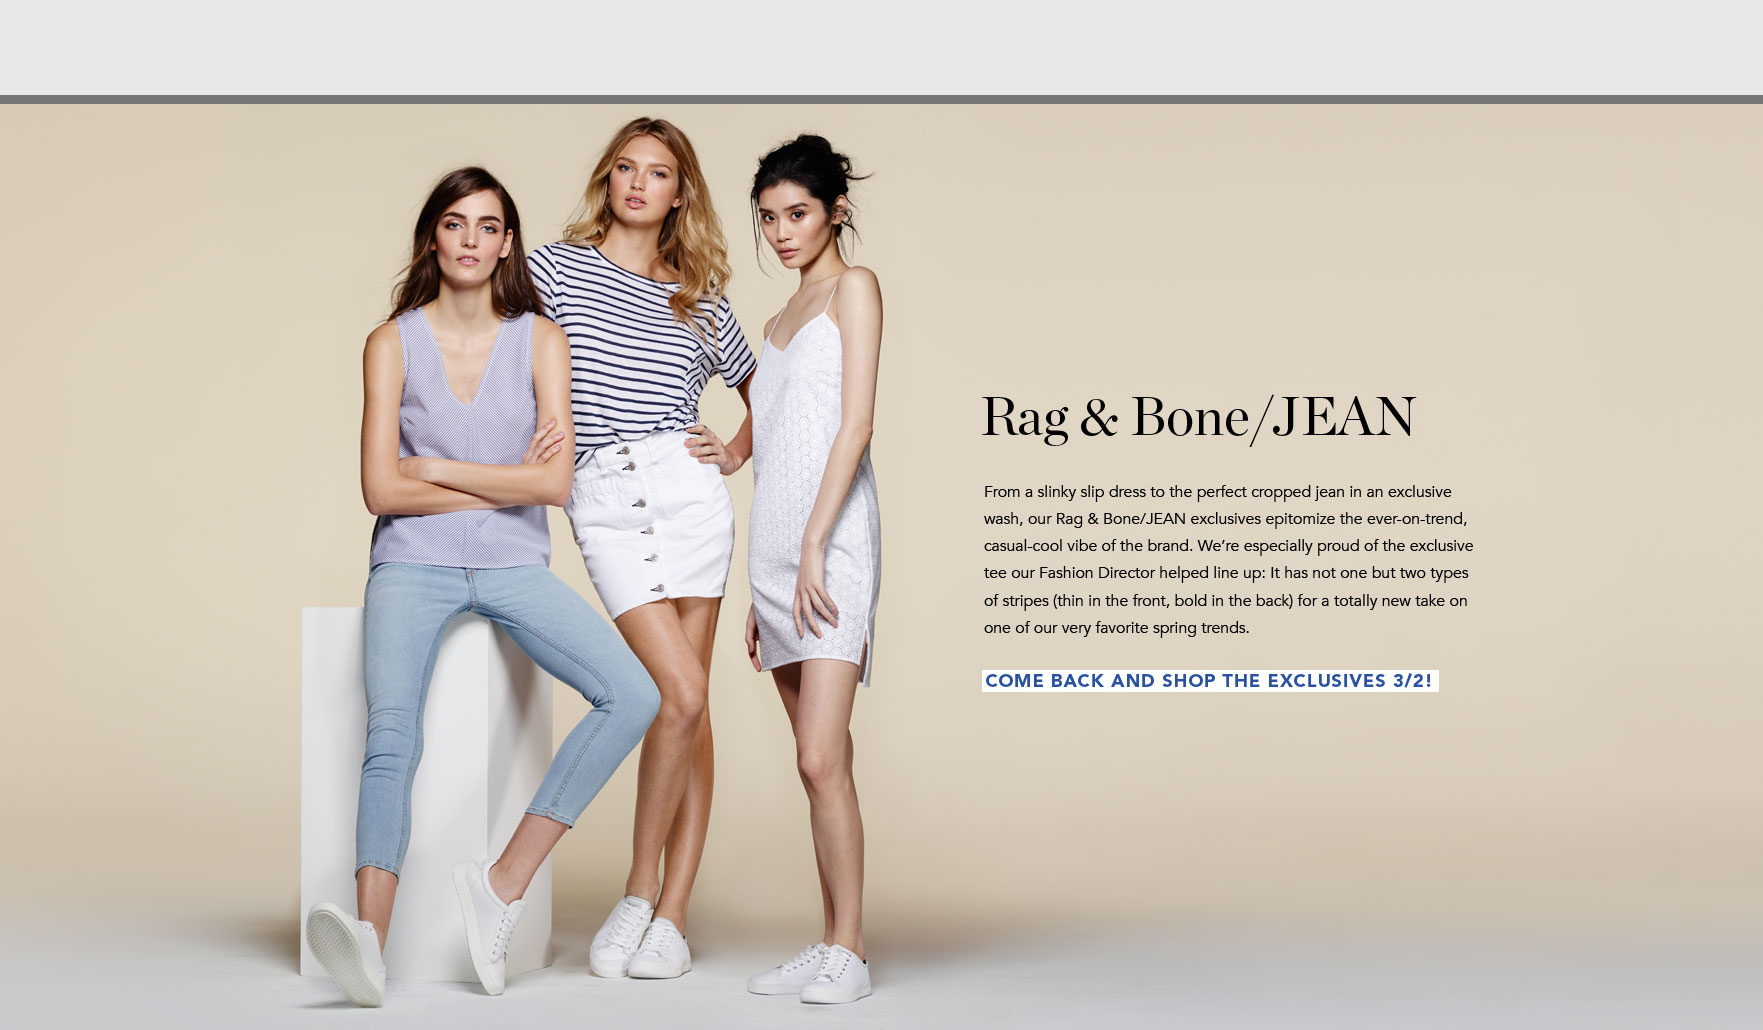 Rag & Bone/JEAN
From a slinky slip dress to the perfect cropped jean in an exclusive
wash, our Rag & Bone/JEAN exclusives epitomize the ever-on-trend,
casual-cool vibe of the brand. We’re especially proud of the exclusive
tee our Fashion Director helped line up: It has not one but two types
of stripes (thin in the front, bold in the back) for a totally new take on
one of our very favorite spring trends.
COME BACK AND SHOP THE EXCLUSIVES 3/2!